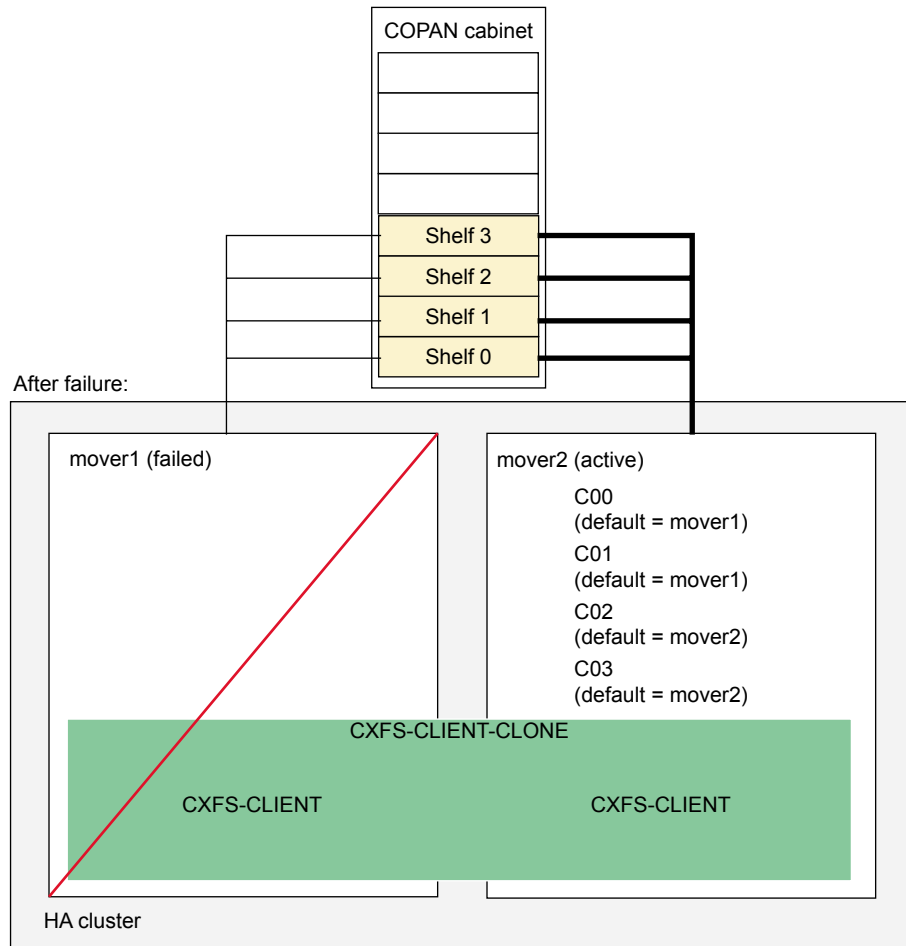 COPAN cabinet
Shelf 3
Shelf 2
Shelf 1
Shelf 0
After failure:
mover1 (failed)
mover2 (active)
C00
(default = mover1)
C01
(default = mover1)
C02
(default = mover2)
C03
(default = mover2)
CXFS-CLIENT-CLONE
CXFS-CLIENT
CXFS-CLIENT
HA cluster